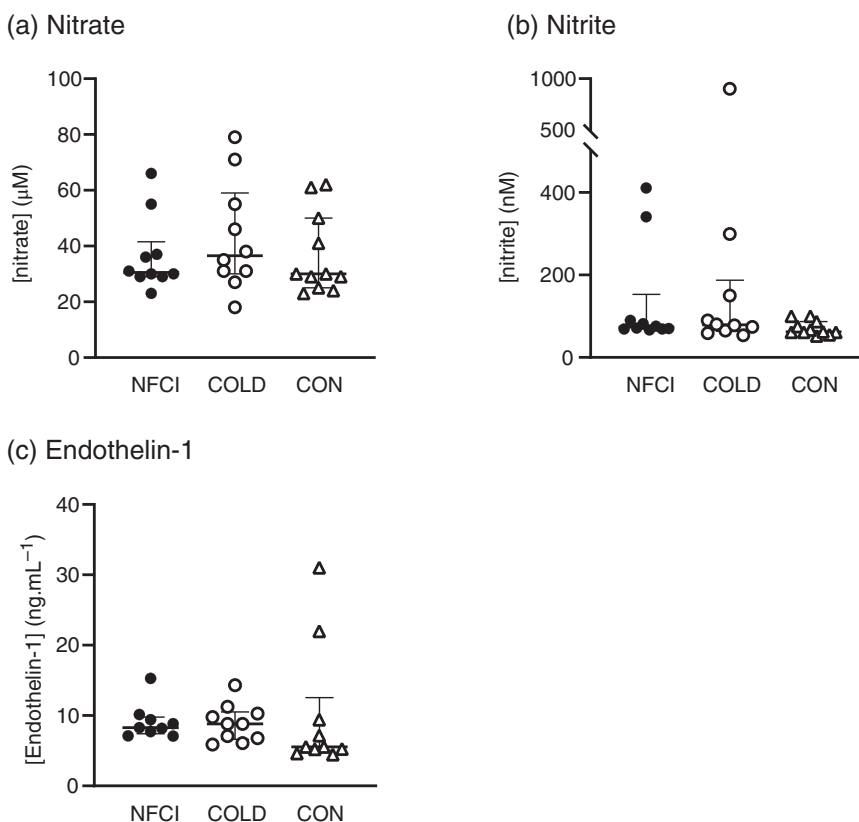 (a) Nitrate
[nitrate] (μM)
100
80
60
40
20
0
NFCI COLD CON
(b) Nitrite
[nitrite] (nM)
1000
500
400
200
0
NFCI COLD CON
(c) Endothelin-1
[Endothelin-1] (ng.mL⁻¹)
40
30
20
10
0
NFCI COLD CON